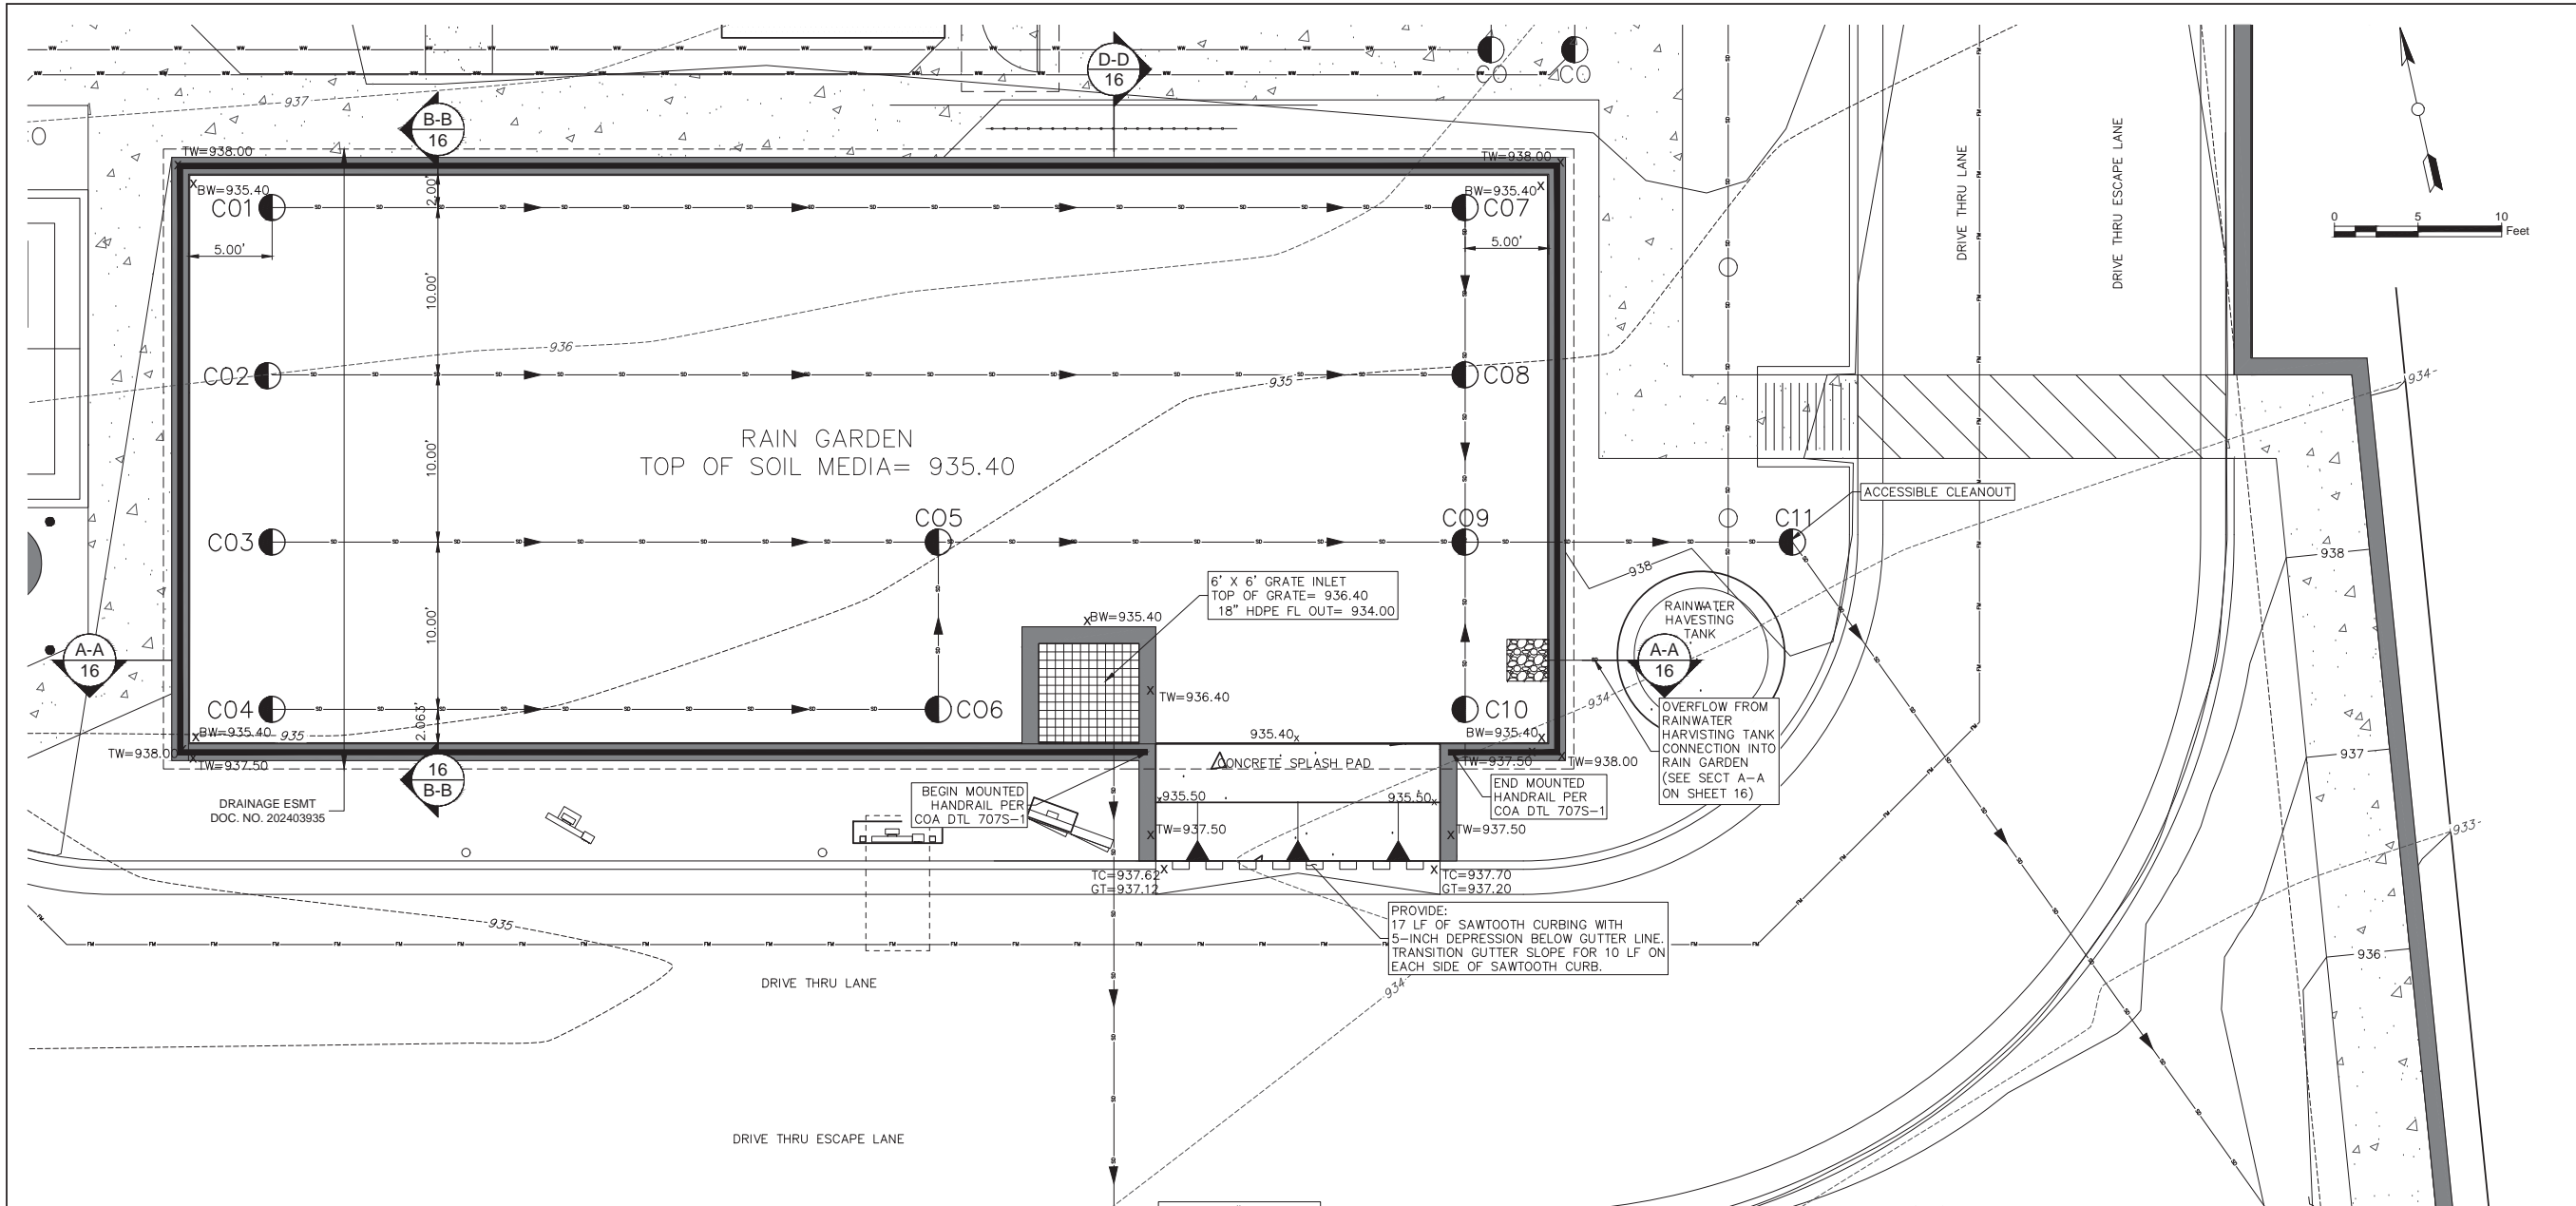 937
D-D
16
CO
CO
B-B
16
TW=938.00
TW=938.00
BW=935.40
BW=935.40
CO1
CO7
2.00'
5.00'
5.00'
10.00'
DRIVE THRU LANE
DRIVE THRU ESCAPE LANE
0 5 10
Feet
936
CO2
CO8
935
934
RAIN GARDEN
TOP OF SOIL MEDIA= 935.40
10.00'
ACCESSIBLE CLEANOUT
CO3
CO5
CO9
C11
938
938
6' X 6' GRATE INLET
TOP OF GRATE= 936.40
18" HDPE FL OUT= 934.00
BW=935.40
10.00'
RAINWATER
HAVESTING
TANK
A-A
16
A-A
16
TW=936.40
934
CO4
CO6
C10
2.063'
BW=935.40
935
935.40
BW=935.40
TW=938.00
TW=937.50
16
B-B
CONCRETE SPLASH PAD
TW=937.50
TW=938.00
OVERFLOW FROM
RAINWATER
HARVISTING TANK
CONNECTION INTO
RAIN GARDEN
(SEE SECT A-A
ON SHEET 16)
937
DRAINAGE ESMT
DOC. NO. 202403935
BEGIN MOUNTED
HANDRAIL PER
COA DTL 707S-1
935.50
935.50
END MOUNTED
HANDRAIL PER
COA DTL 707S-1
TW=937.50
TW=937.50
933
TC=937.62
GT=937.12
TC=937.70
GT=937.20
935
PROVIDE:
17 LF OF SAWTOOTH CURBING WITH
5-INCH DEPRESSION BELOW GUTTER LINE.
TRANSITION GUTTER SLOPE FOR 10 LF ON
EACH SIDE OF SAWTOOTH CURB.
936
DRIVE THRU LANE
934
DRIVE THRU ESCAPE LANE